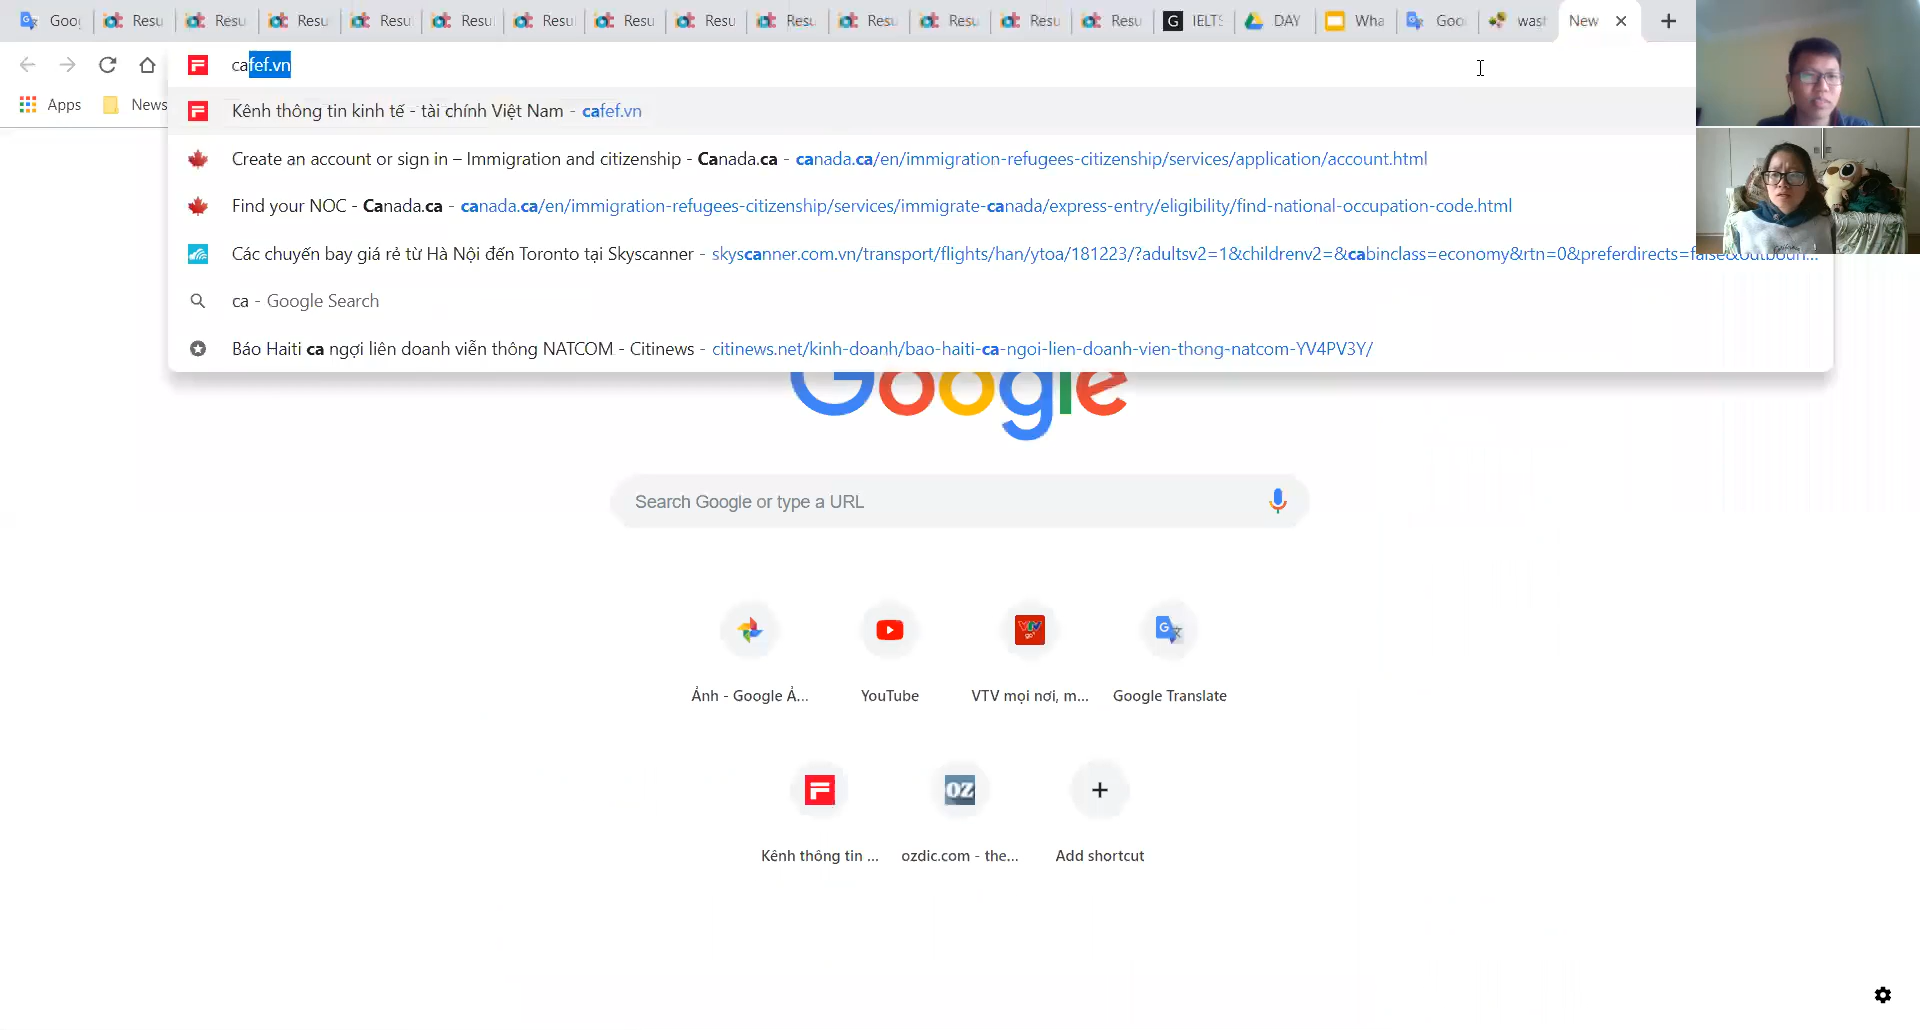 Goo Resu Resu Resu Resu Resu Resu Resu Resu Resu Resu Resu Resu Resu IELTS DAY Wha Goo wast New
cafef.vn
Apps News
Kênh thông tin kinh tế - tài chính Việt Nam - cafef.vn
Create an account or sign in – Immigration and citizenship - Canada.ca - canada.ca/en/immigration-refugees-citizenship/services/application/account.html
Find your NOC - Canada.ca - canada.ca/en/immigration-refugees-citizenship/services/immigrate-canada/express-entry/eligibility/find-national-occupation-code.html
Các chuyến bay giá rẻ từ Hà Nội đến Toronto tại Skyscanner - skyscanner.com.vn/transport/flights/han/ytoa/181223/?adultsv2=1&childrenv2=&cabinclass=economy&rtn=0&preferdirects=false&outboun...
ca - Google Search
Báo Haiti ca ngợi liên doanh viễn thông NATCOM - Citinews - citinews.net/kinh-doanh/bao-haiti-ca-ngoi-lien-doanh-vien-thong-natcom-YV4PV3Y/
Google
Search Google or type a URL
Ảnh - Google Ả... YouTube VTV mọi nơi, m... Google Translate
OZ
Kênh thông tin ... ozdic.com - the... Add shortcut